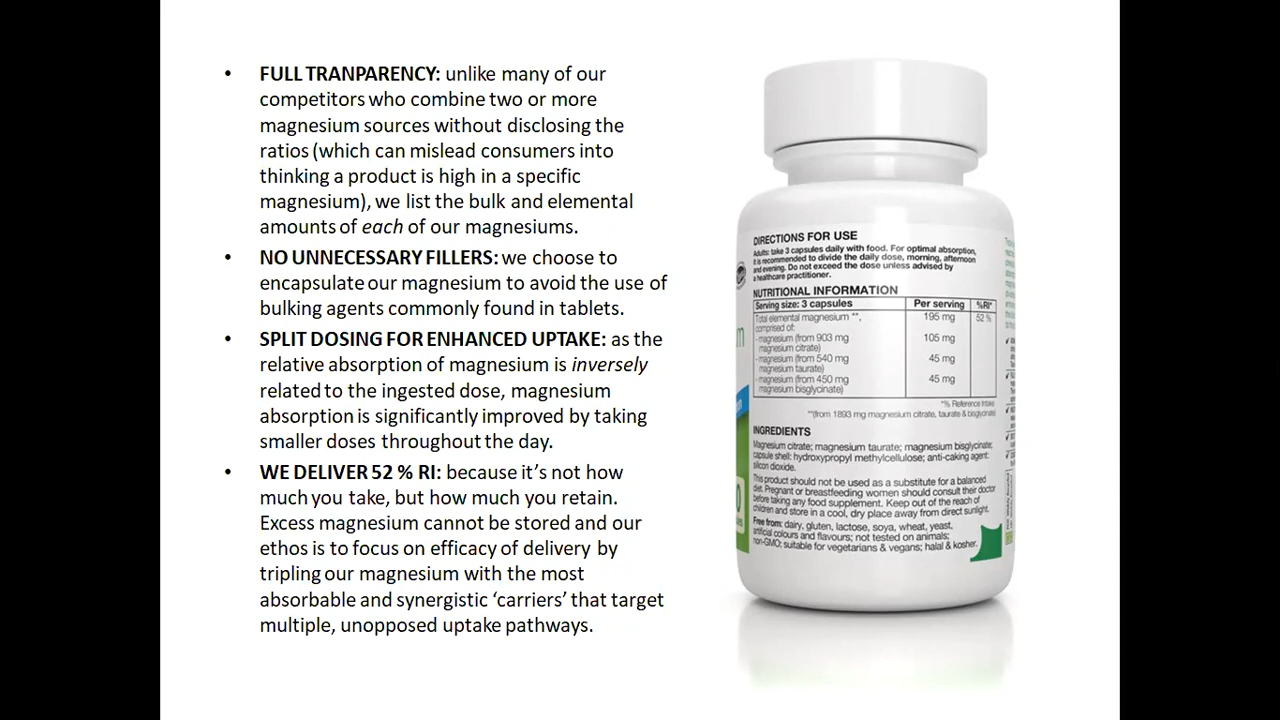 • FULL TRANPARENCY: unlike many of our
competitors who combine two or more
magnesium sources without disclosing the
ratios (which can mislead consumers into
thinking a product is high in a specific
magnesium), we list the bulk and elemental
amounts of each of our magnesiums.
• NO UNNECESSARY FILLERS: we choose to
encapsulate our magnesium to avoid the use of
bulking agents commonly found in tablets.
• SPLIT DOSING FOR ENHANCED UPTAKE: as the
relative absorption of magnesium is inversely
related to the ingested dose, magnesium
absorption is significantly improved by taking
smaller doses throughout the day.
• WE DELIVER 52 % RI: because it’s not how
much you take, but how much you retain.
Excess magnesium cannot be stored and our
ethos is to focus on efficacy of delivery by
tripling our magnesium with the most
absorbable and synergistic ‘carriers’ that target
multiple, unopposed uptake pathways.
DIRECTIONS FOR USE
Adults: take 3 capsules daily with food. For optimal absorption,
it is recommended to divide the daily dose, morning, afternoon
and evening. Do not exceed the dose unless advised by
a healthcare practitioner.
NUTRITIONAL INFORMATION
Serving size: 3 capsules Per serving %RI*
Total elemental magnesium **, 195 mg 52 %
comprised of:
- magnesium (from 903 mg 105 mg
magnesium citrate)
- magnesium (from 540 mg 45 mg
magnesium taurate)
- magnesium (from 450 mg 45 mg
magnesium bisglycinate)
*% Reference Intake
**(from 1893 mg magnesium citrate, taurate & bisglycinate)
INGREDIENTS
Magnesium citrate; magnesium taurate; magnesium bisglycinate;
capsule shell: hydroxypropyl methylcellulose; anti-caking agent:
silicon dioxide.
This product should not be used as a substitute for a balanced
diet. Pregnant or breastfeeding women should consult their doctor
before taking any food supplement. Keep out of the reach of
children and store in a cool, dry place away from direct sunlight.
Free from: dairy, gluten, lactose, soya, wheat, yeast,
artificial colours and flavours; not tested on animals;
non-GMO; suitable for vegetarians & vegans; halal & kosher.